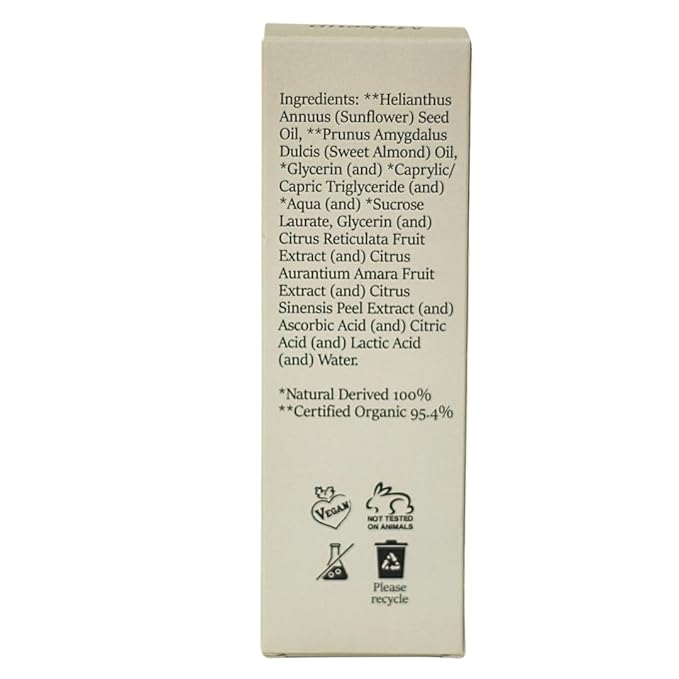 Ingredients: **Helianthus
Annuus (Sunflower) Seed
Oil, **Prunus Amygdalus
Dulcis (Sweet Almond) Oil,
*Glycerin (and) *Caprylic/
Capric Triglyceride (and)
*Aqua (and) *Sucrose
Laurate, Glycerin (and)
Citrus Reticulata Fruit
Extract (and) Citrus
Aurantium Amara Fruit
Extract (and) Citrus
Sinensis Peel Extract (and)
Ascorbic Acid (and) Citric
Acid (and) Lactic Acid
(and) Water.
*Natural Derived 100%
**Certified Organic 95.4%
VEGAN
NOT TESTED
ON ANIMALS
Please
recycle